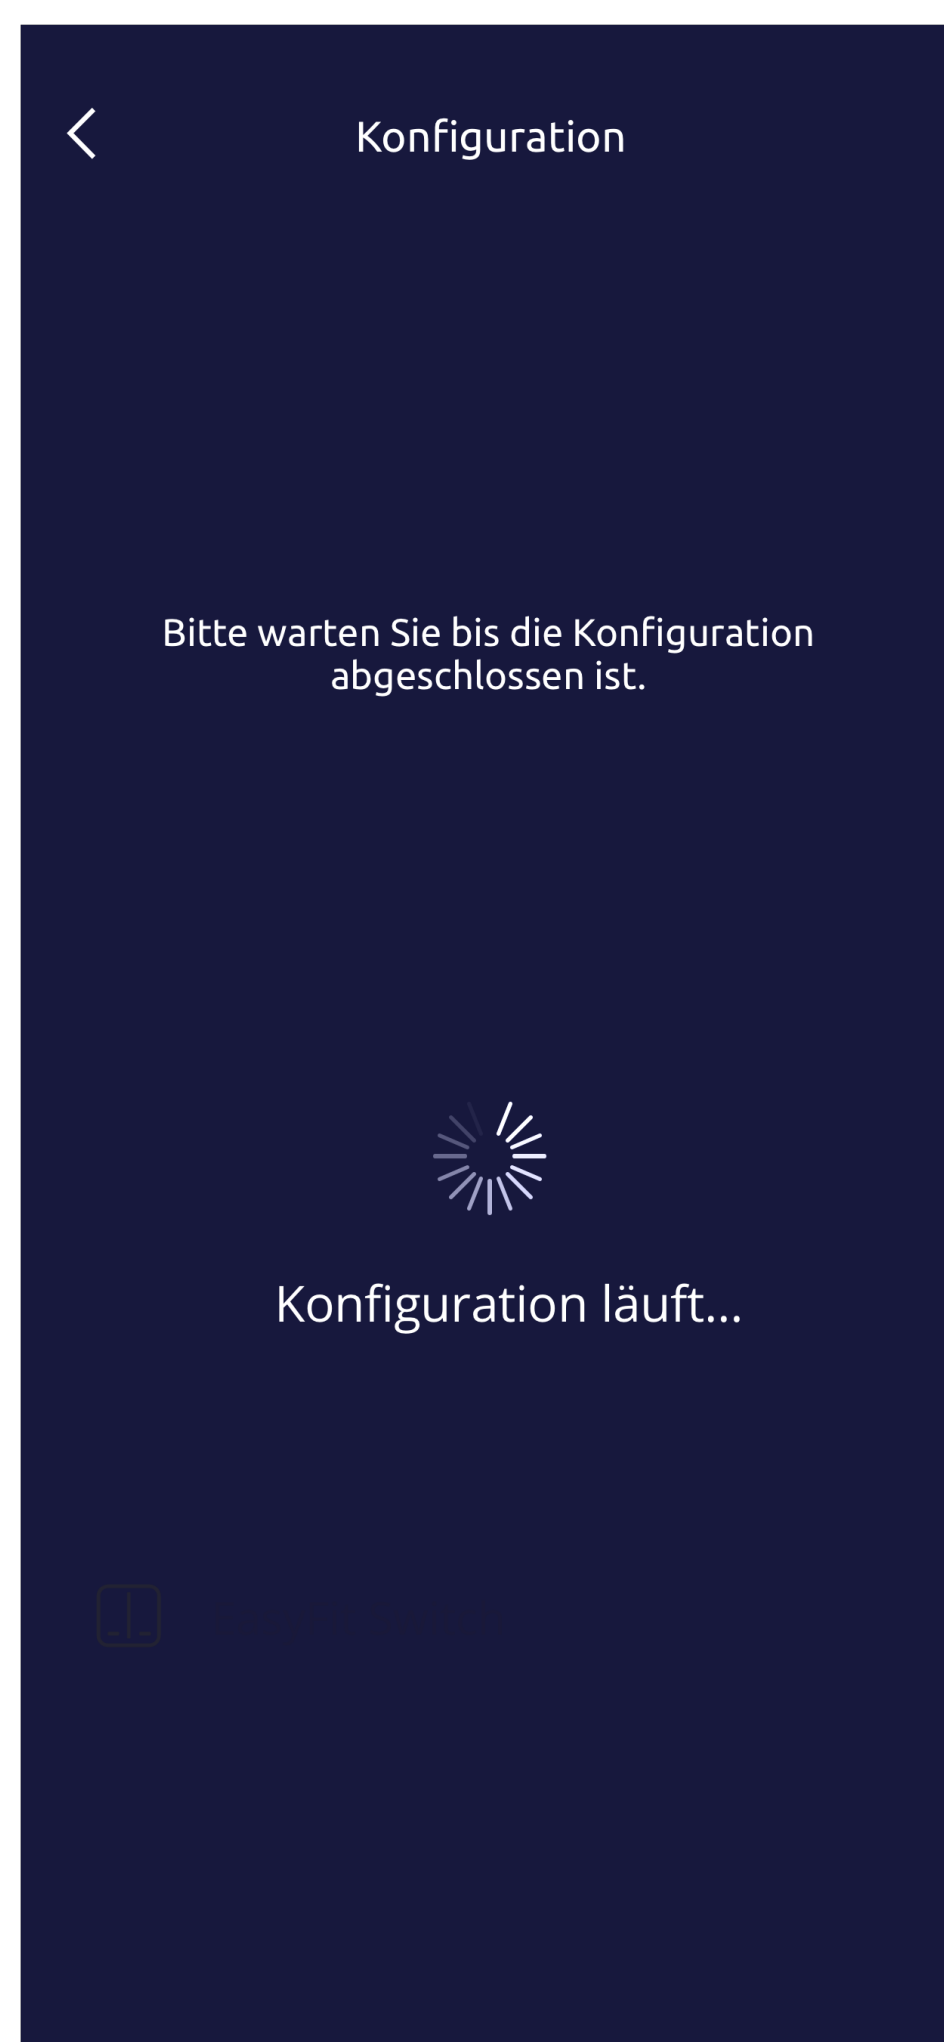 Konfiguration
Bitte warten Sie bis die Konfiguration
abgeschlossen ist.
Konfiguration läuft...